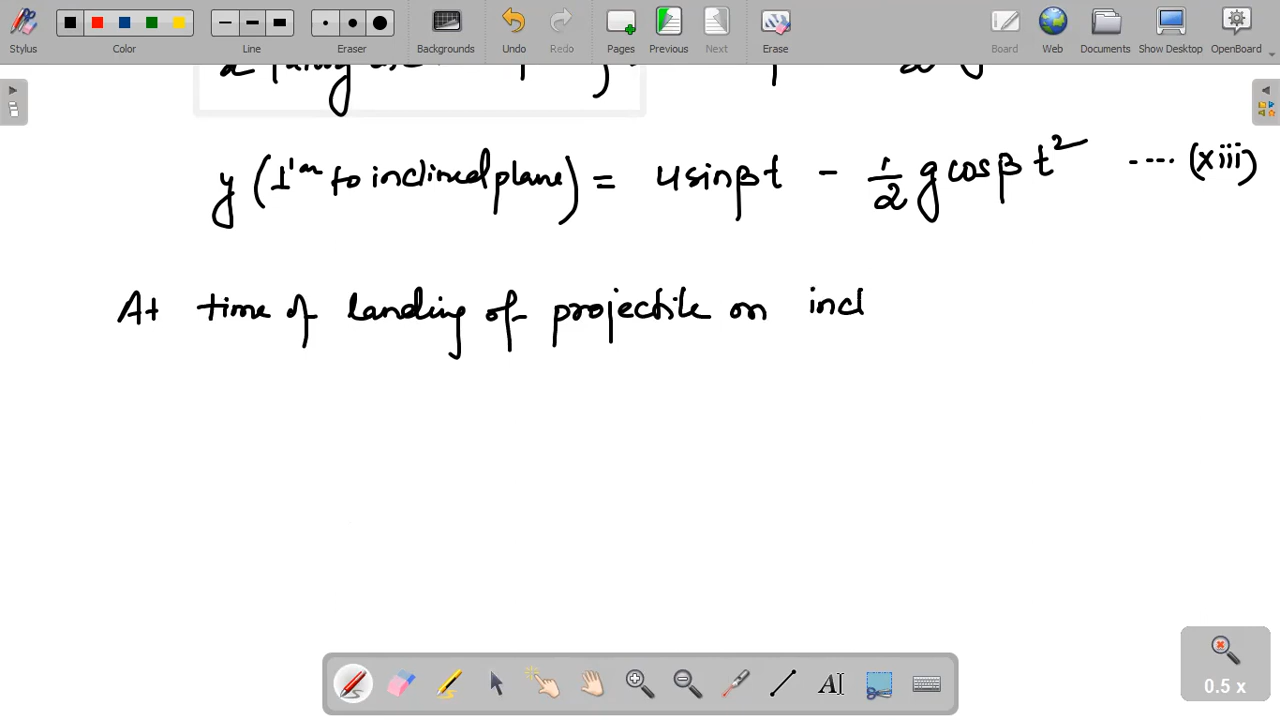 Stylus Color Line Eraser Backgrounds Undo Redo Pages Previous Next Erase Board Web Documents Show Desktop OpenBoard
y (⊥'ar to inclined plane) = u sinβ t - 1/2 g cosβ t² ---- (xiii)
At time of landing of projectile on incl
0.5 x